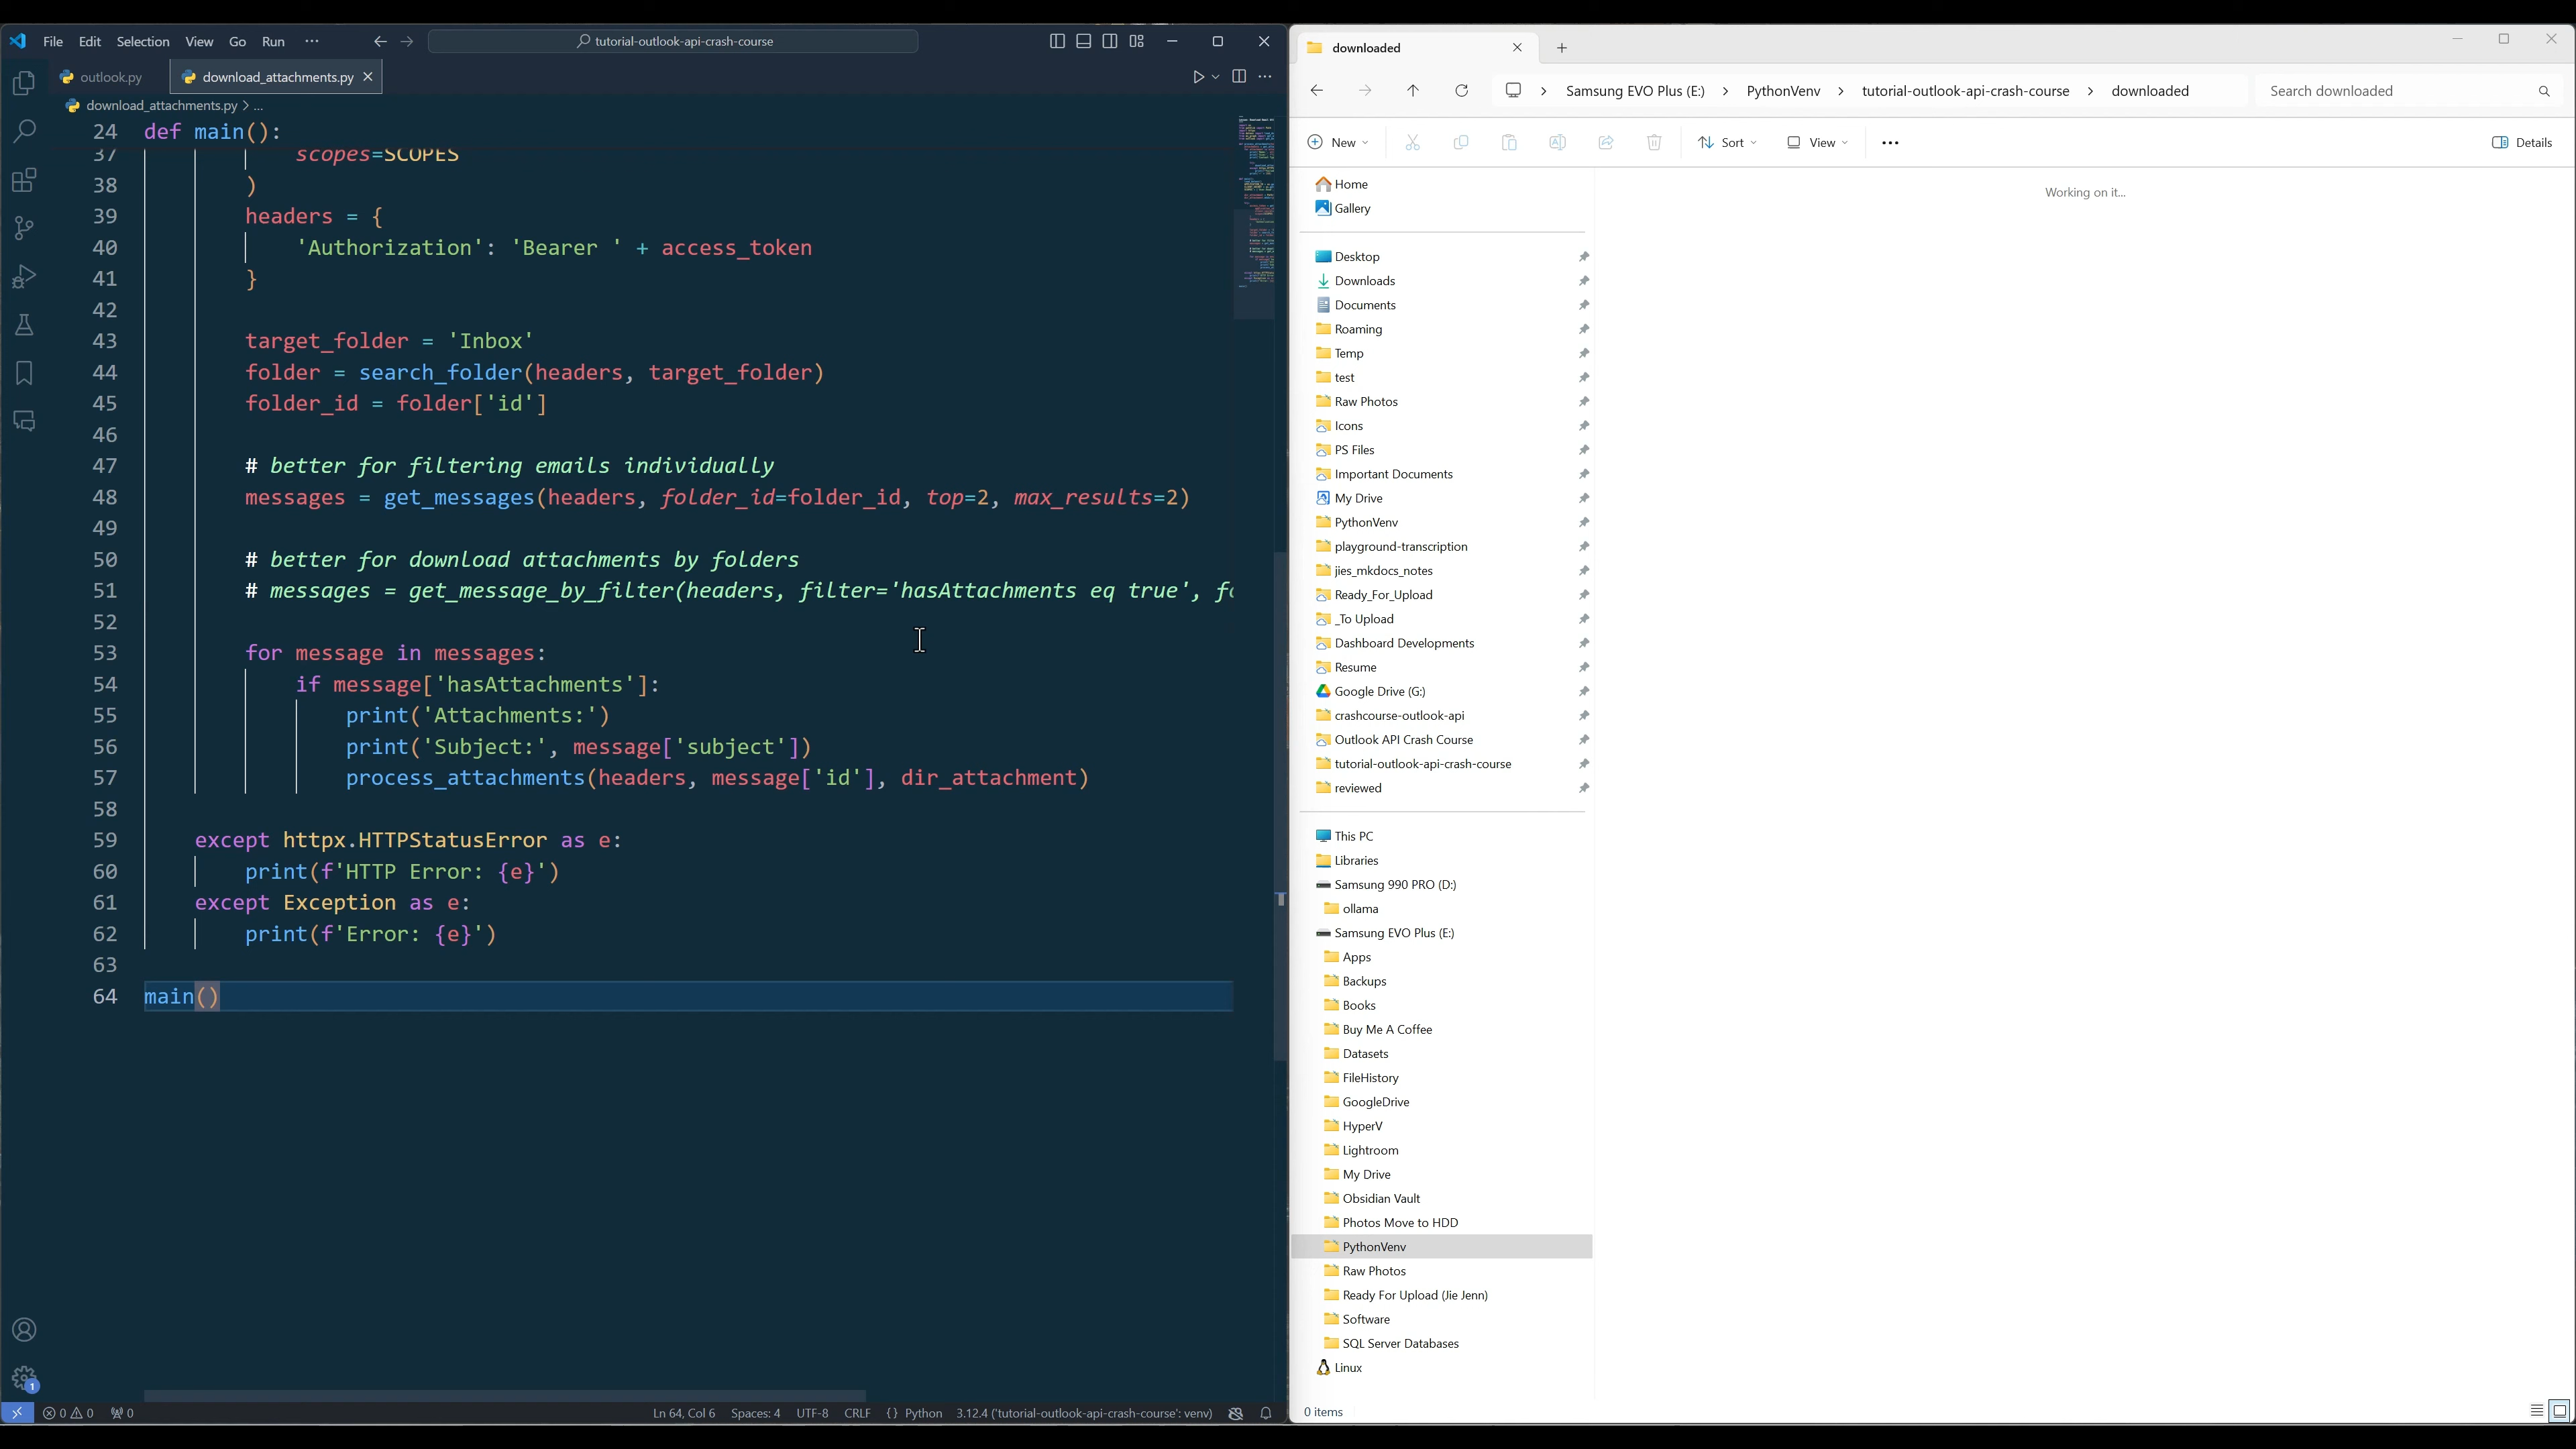 File Edit Selection View Go Run ...
tutorial-outlook-api-crash-course
outlook.py
download_attachments.py
download_attachments.py > ...
24 def main():
37 scopes=SCOPES
38 )
39 headers = {
40 'Authorization': 'Bearer ' + access_token
41 }
42
43 target_folder = 'Inbox'
44 folder = search_folder(headers, target_folder)
45 folder_id = folder['id']
46
47 # better for filtering emails individually
48 messages = get_messages(headers, folder_id=folder_id, top=2, max_results=2)
49
50 # better for download attachments by folders
51 # messages = get_message_by_filter(headers, filter='hasAttachments eq true', fo
52
53 for message in messages:
54 if message['hasAttachments']:
55 print('Attachments:')
56 print('Subject:', message['subject'])
57 process_attachments(headers, message['id'], dir_attachment)
58
59 except httpx.HTTPStatusError as e:
60 print(f'HTTP Error: {e}')
61 except Exception as e:
62 print(f'Error: {e}')
63
64 main()
1
0 0 0
Ln 64, Col 6 Spaces: 4 UTF-8 CRLF {} Python 3.12.4 ('tutorial-outlook-api-crash-course': venv)
downloaded
Samsung EVO Plus (E:) > PythonVenv > tutorial-outlook-api-crash-course > downloaded
Search downloaded
New Sort View ... Details
Working on it...
Home
Gallery
Desktop
Downloads
Documents
Roaming
Temp
test
Raw Photos
Icons
PS Files
Important Documents
My Drive
PythonVenv
playground-transcription
jies_mkdocs_notes
Ready_For_Upload
_To Upload
Dashboard Developments
Resume
Google Drive (G:)
crashcourse-outlook-api
Outlook API Crash Course
tutorial-outlook-api-crash-course
reviewed
This PC
Libraries
Samsung 990 PRO (D:)
ollama
Samsung EVO Plus (E:)
Apps
Backups
Books
Buy Me A Coffee
Datasets
FileHistory
GoogleDrive
HyperV
Lightroom
My Drive
Obsidian Vault
Photos Move to HDD
PythonVenv
Raw Photos
Ready For Upload (Jie Jenn)
Software
SQL Server Databases
Linux
0 items